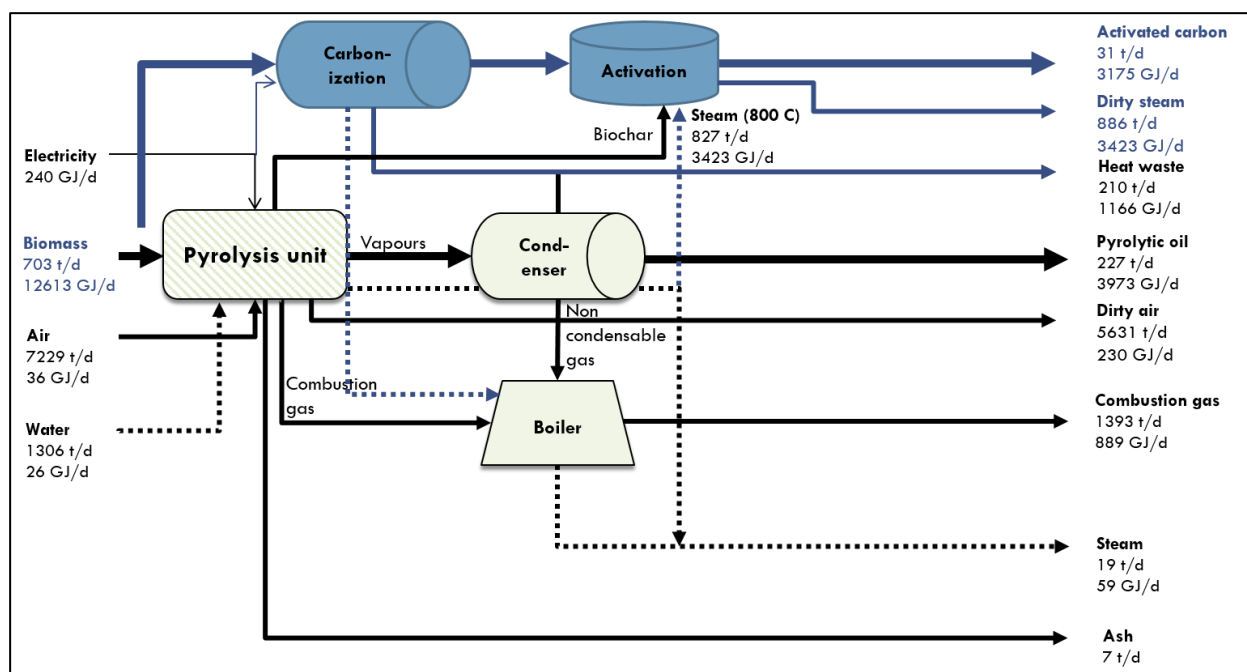 Carbon-
ization
Activation
Activated carbon
31 t/d
3175 GJ/d
Dirty steam
886 t/d
3423 GJ/d
Steam (800 C)
827 t/d
3423 GJ/d
Biochar
Heat waste
210 t/d
1166 GJ/d
Electricity
240 GJ/d
Biomass
703 t/d
12613 GJ/d
Pyrolysis unit
Vapours
Cond-
enser
Pyrolytic oil
227 t/d
3973 GJ/d
Air
7229 t/d
36 GJ/d
Non
condensable
gas
Dirty air
5631 t/d
230 GJ/d
Combustion
gas
Boiler
Combustion gas
1393 t/d
889 GJ/d
Water
1306 t/d
26 GJ/d
Steam
19 t/d
59 GJ/d
Ash
7 t/d